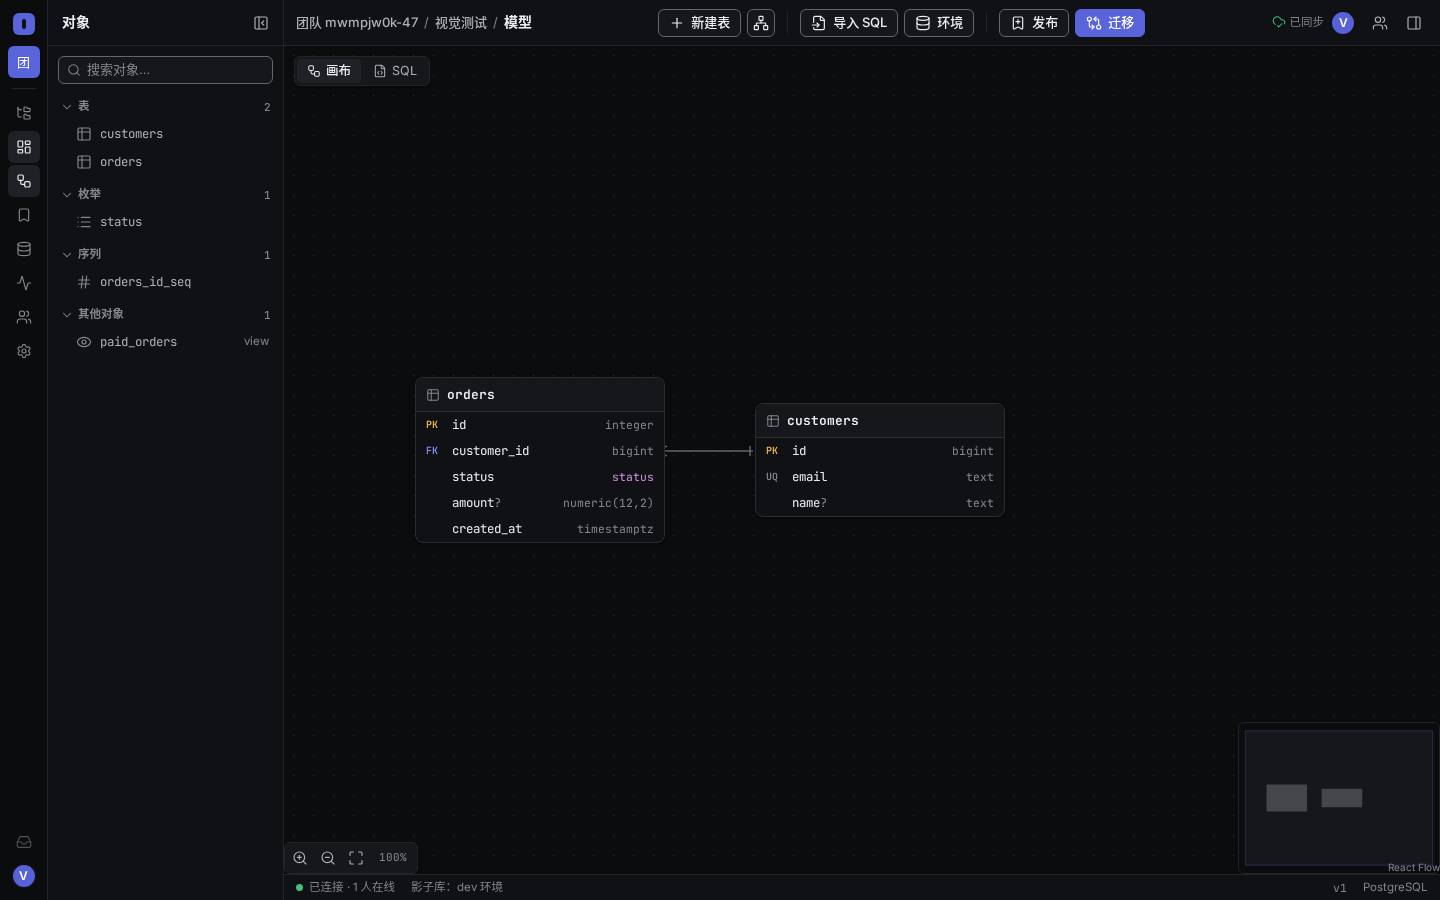 对象
团队 mwmpjw0k-47 / 视觉测试 / 模型
新建表
导入 SQL
环境
发布
迁移
已同步
V
团
搜索对象...
画布
SQL
表 2
customers
orders
枚举 1
status
序列 1
orders_id_seq
其他对象 1
paid_orders view
orders
PK id integer
FK customer_id bigint
status status
amount? numeric(12,2)
created_at timestamptz
customers
PK id bigint
UQ email text
name? text
100%
React Flow
V
已连接 · 1 人在线
影子库：dev 环境
v1
PostgreSQL